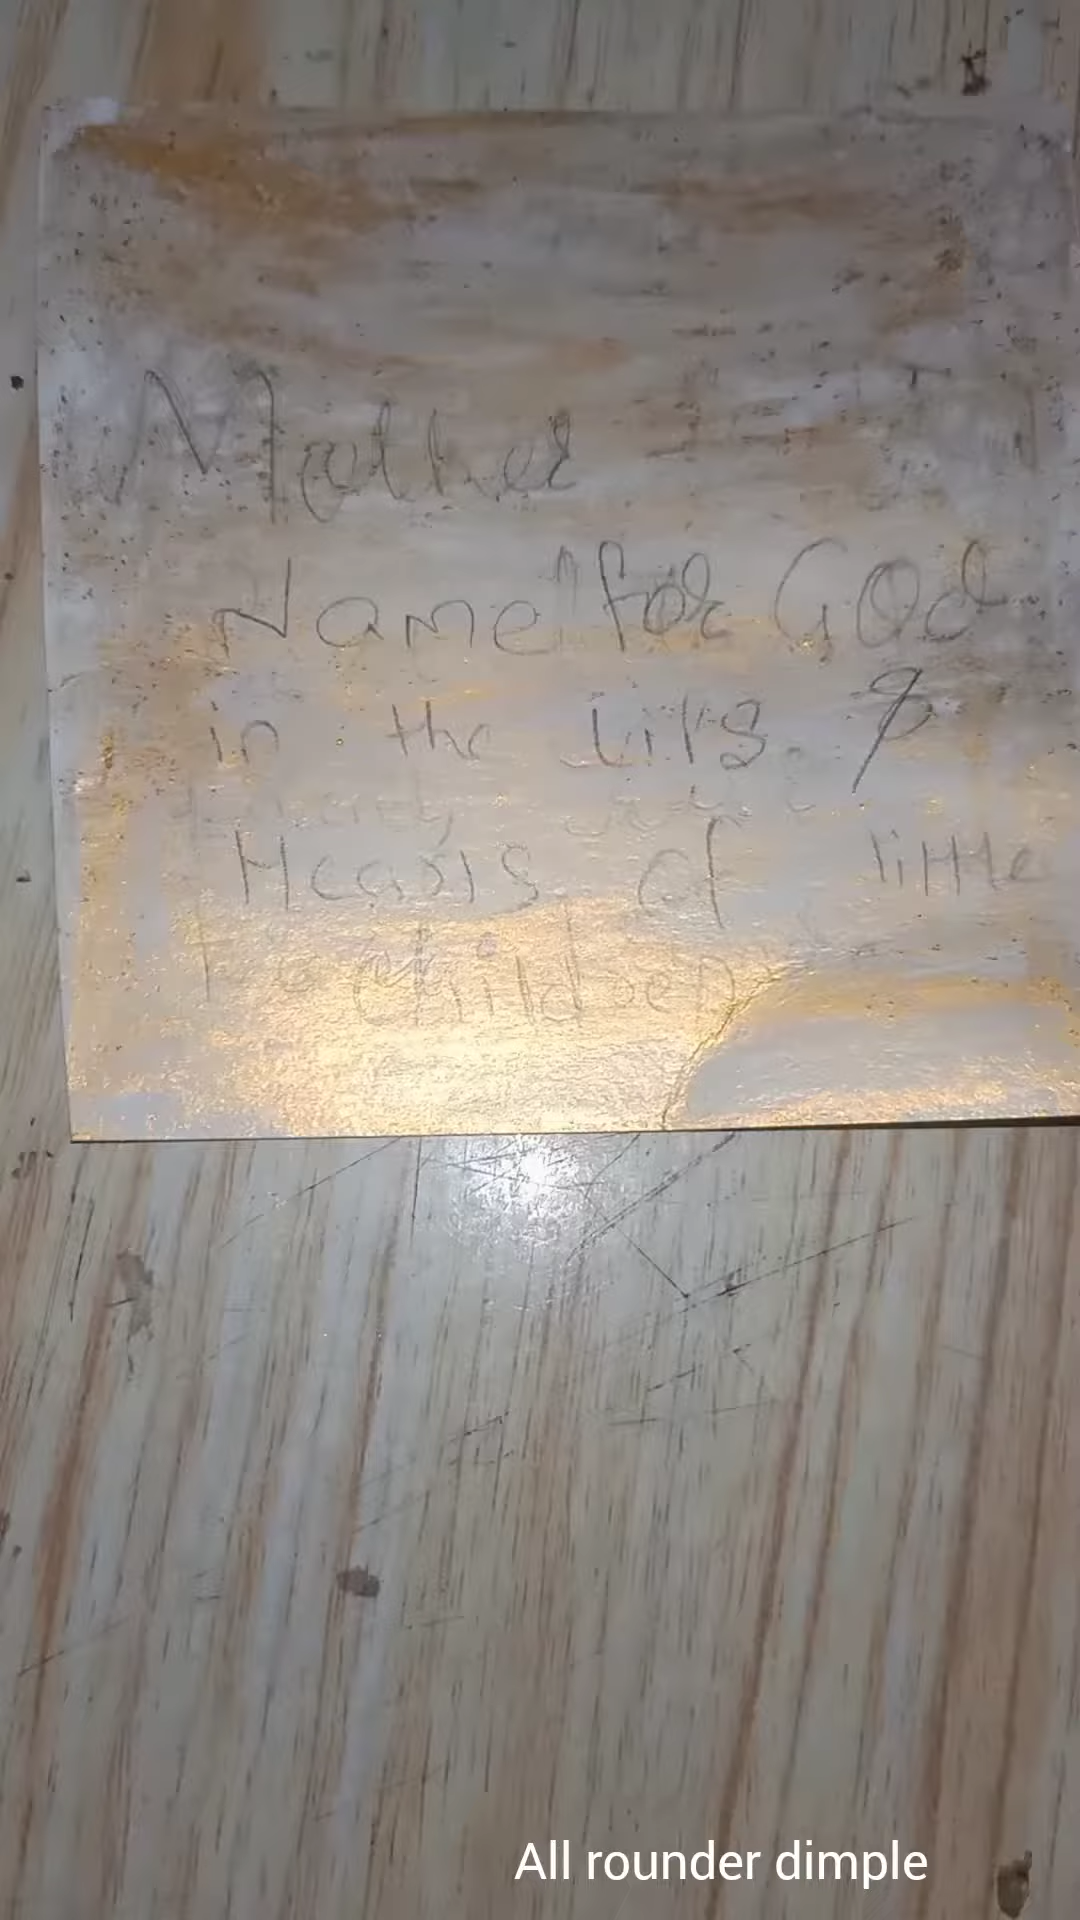 Mother
Name for God
in the lips &
Hearts of little
children
All rounder dimple